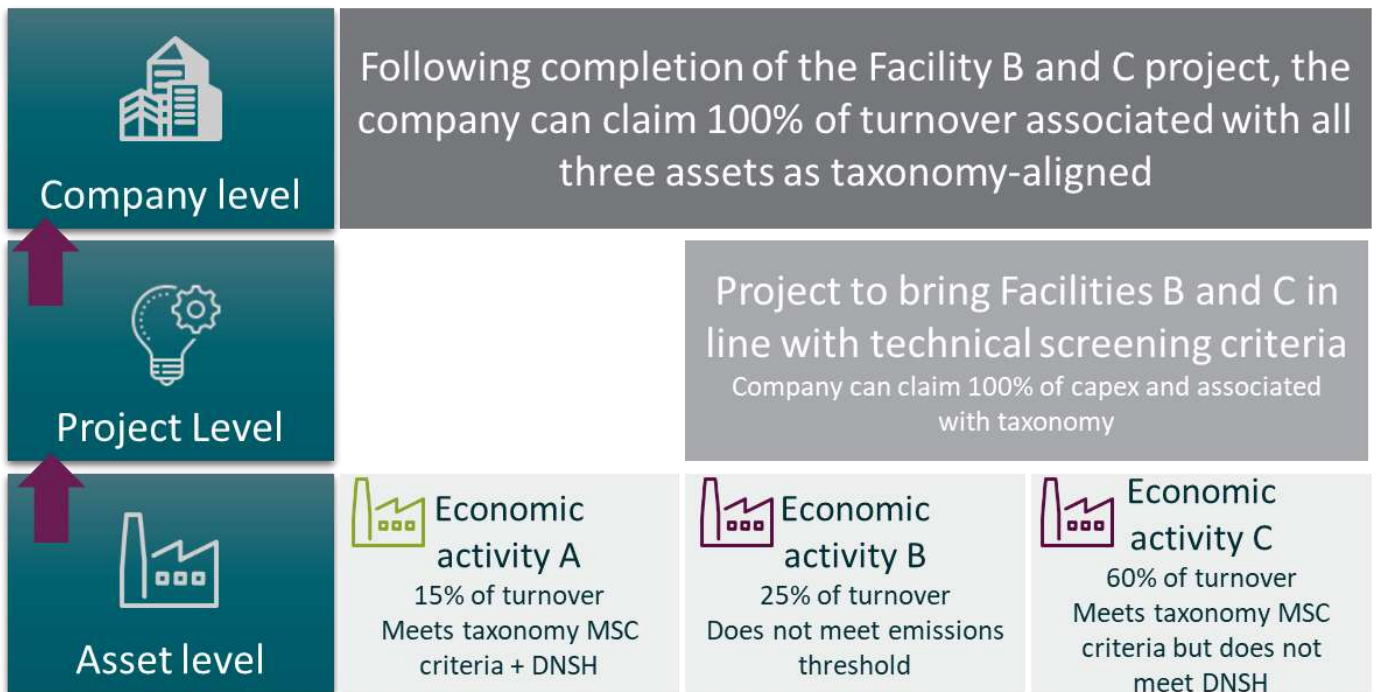 Company level
Following completion of the Facility B and C project, the
company can claim 100% of turnover associated with all
three assets as taxonomy-aligned
Project Level
Project to bring Facilities B and C in
line with technical screening criteria
Company can claim 100% of capex and associated
with taxonomy
Asset level
Economic
activity A
15% of turnover
Meets taxonomy MSC
criteria + DNSH
Economic
activity B
25% of turnover
Does not meet emissions
threshold
Economic
activity C
60% of turnover
Meets taxonomy MSC
criteria but does not
meet DNSH